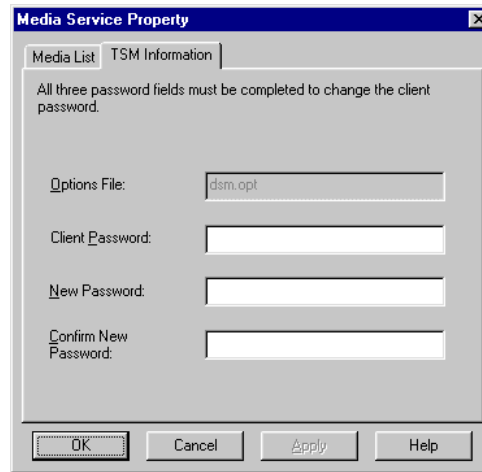 Media Service Property
Media List TSM Information
All three password fields must be completed to change the client
password.
Options File: dsm.opt
Client Password:
New Password:
Confirm New
Password:
OK Cancel Apply Help